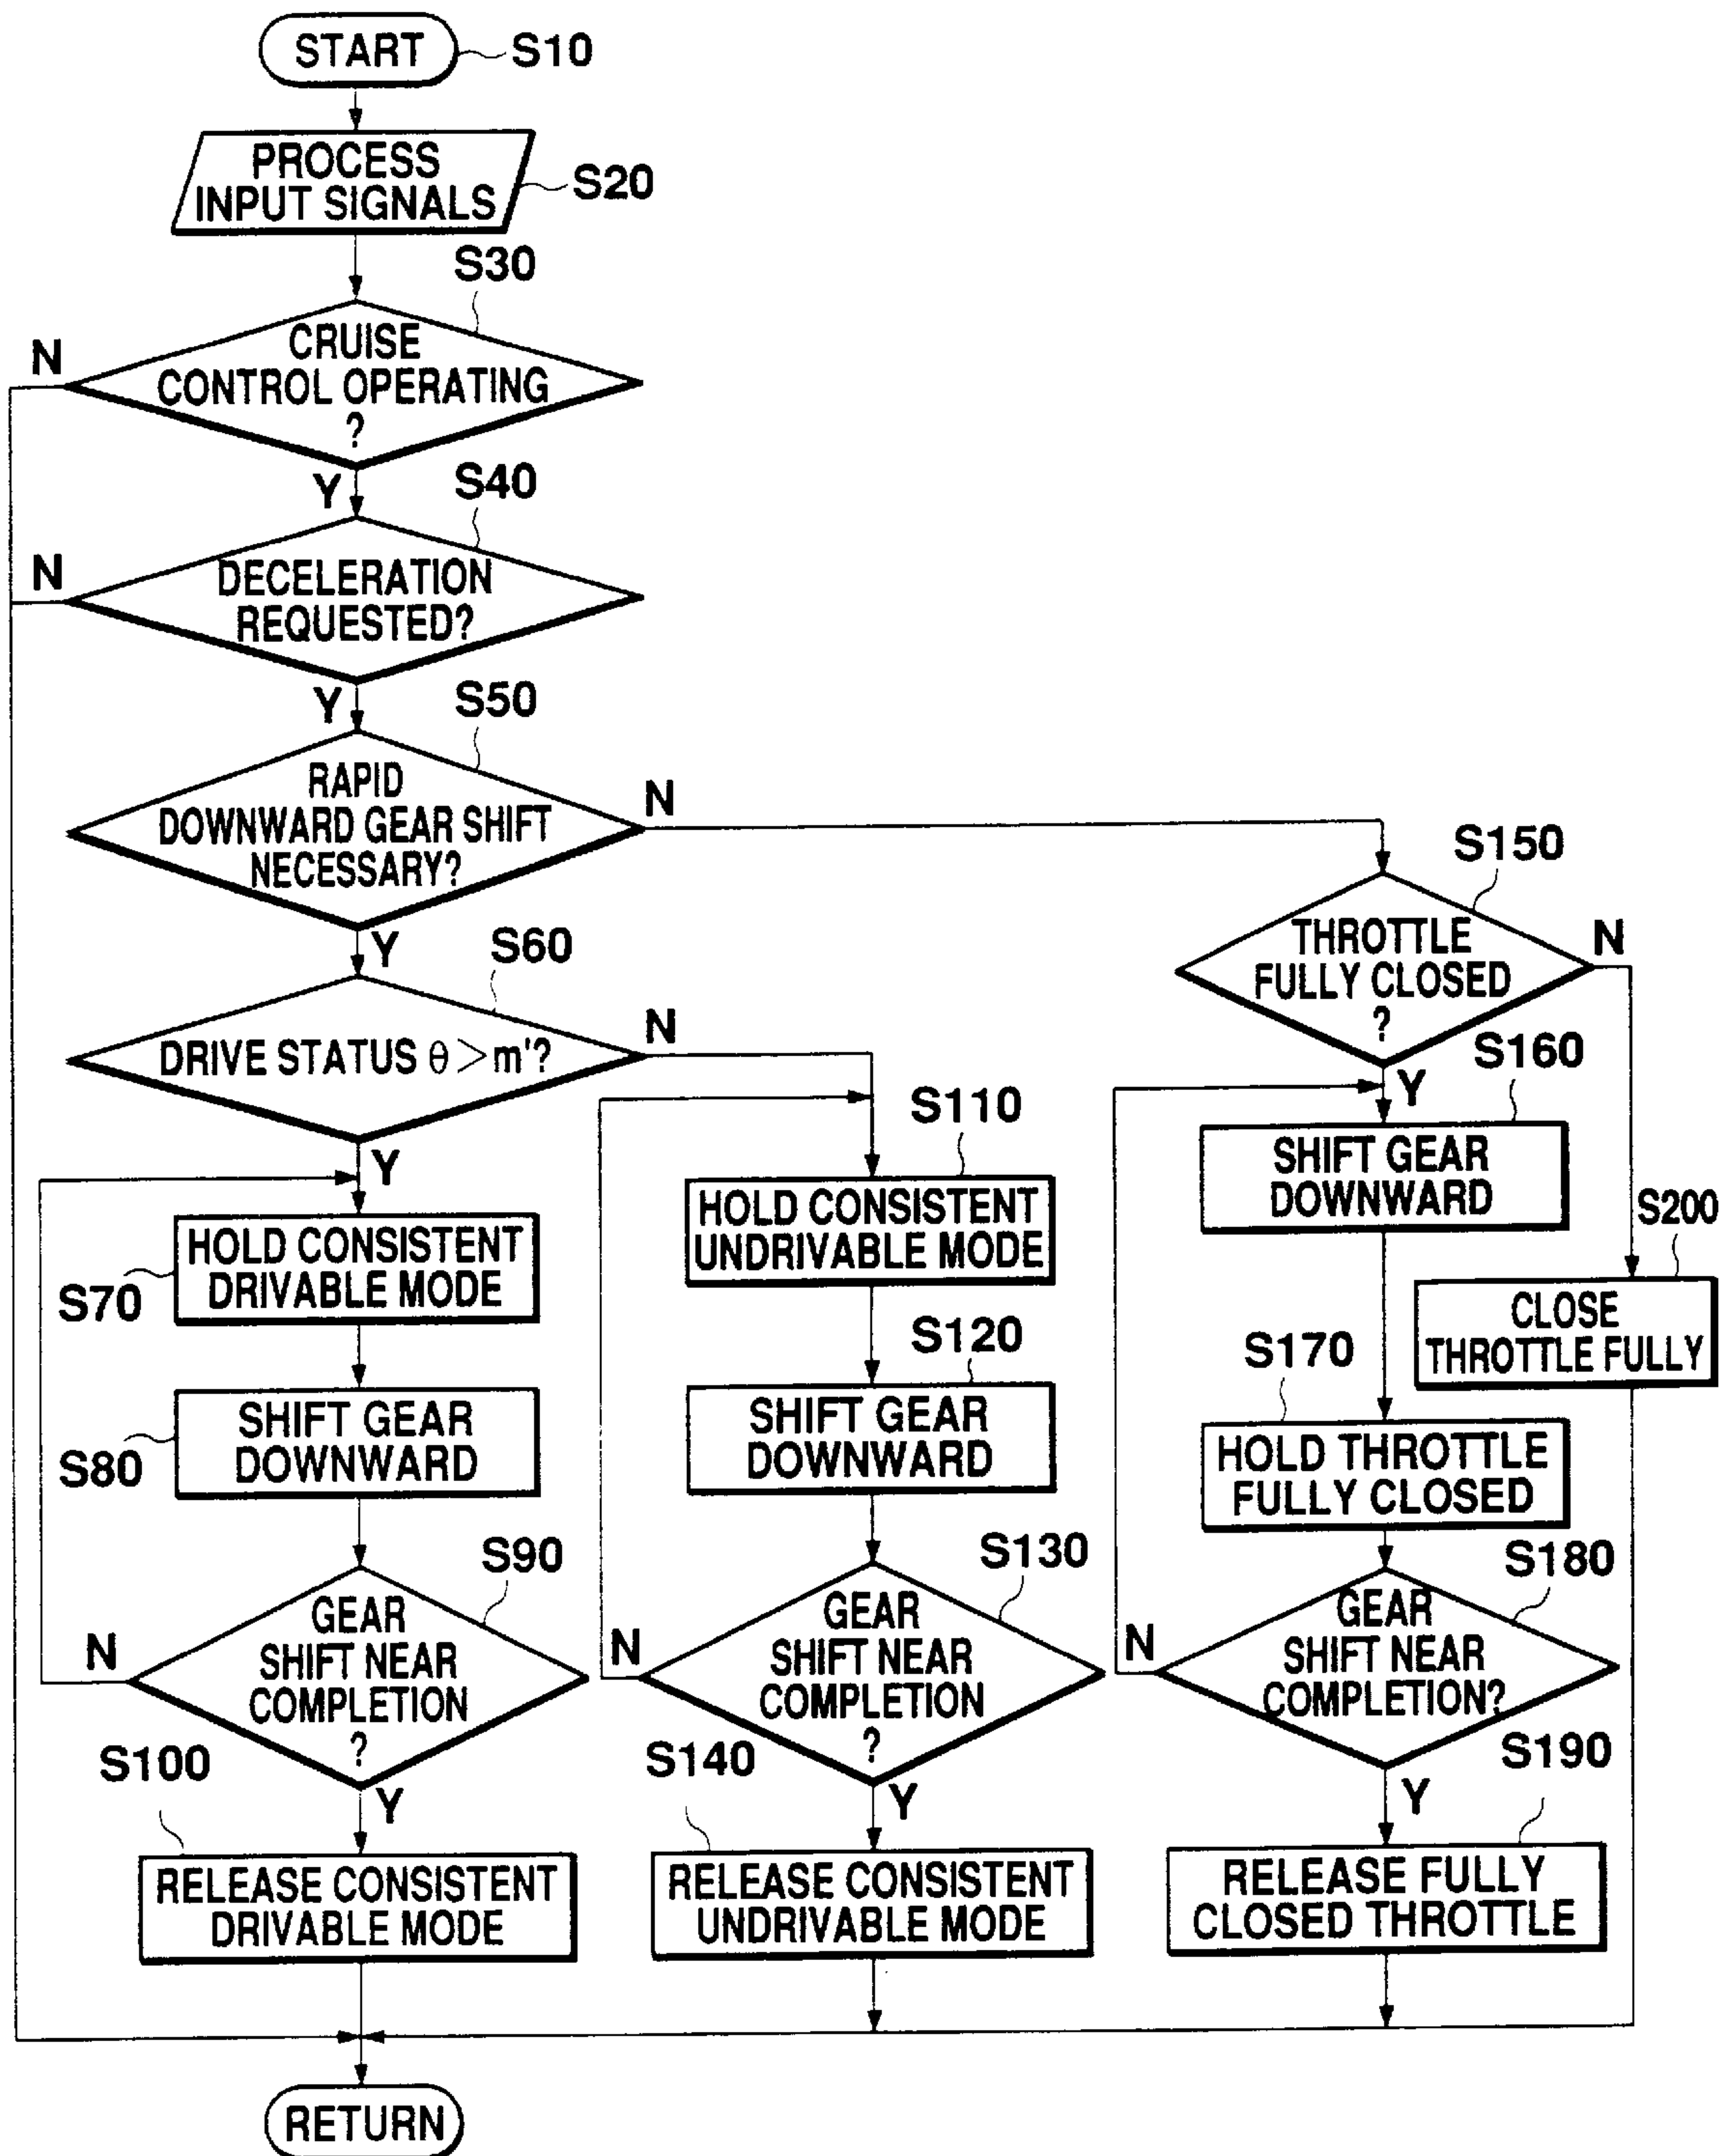 START
S10
PROCESS
INPUT SIGNALS
S20
S30
CRUISE
CONTROL OPERATING
?
N
Y
S40
DECELERATION
REQUESTED?
N
Y
S50
RAPID
DOWNWARD GEAR SHIFT
NECESSARY?
N
Y
S60
DRIVE STATUS θ > m'?
N
Y
S70
HOLD CONSISTENT
DRIVABLE MODE
S80
SHIFT GEAR
DOWNWARD
S90
GEAR
SHIFT NEAR
COMPLETION
?
N
Y
S100
RELEASE CONSISTENT
DRIVABLE MODE
S110
HOLD CONSISTENT
UNDRIVABLE MODE
S120
SHIFT GEAR
DOWNWARD
S130
GEAR
SHIFT NEAR
COMPLETION
?
N
Y
S140
RELEASE CONSISTENT
UNDRIVABLE MODE
S150
THROTTLE
FULLY CLOSED
?
N
Y
S160
SHIFT GEAR
DOWNWARD
S170
HOLD THROTTLE
FULLY CLOSED
S180
GEAR
SHIFT NEAR
COMPLETION?
N
Y
S190
RELEASE FULLY
CLOSED THROTTLE
S200
CLOSE
THROTTLE FULLY
RETURN